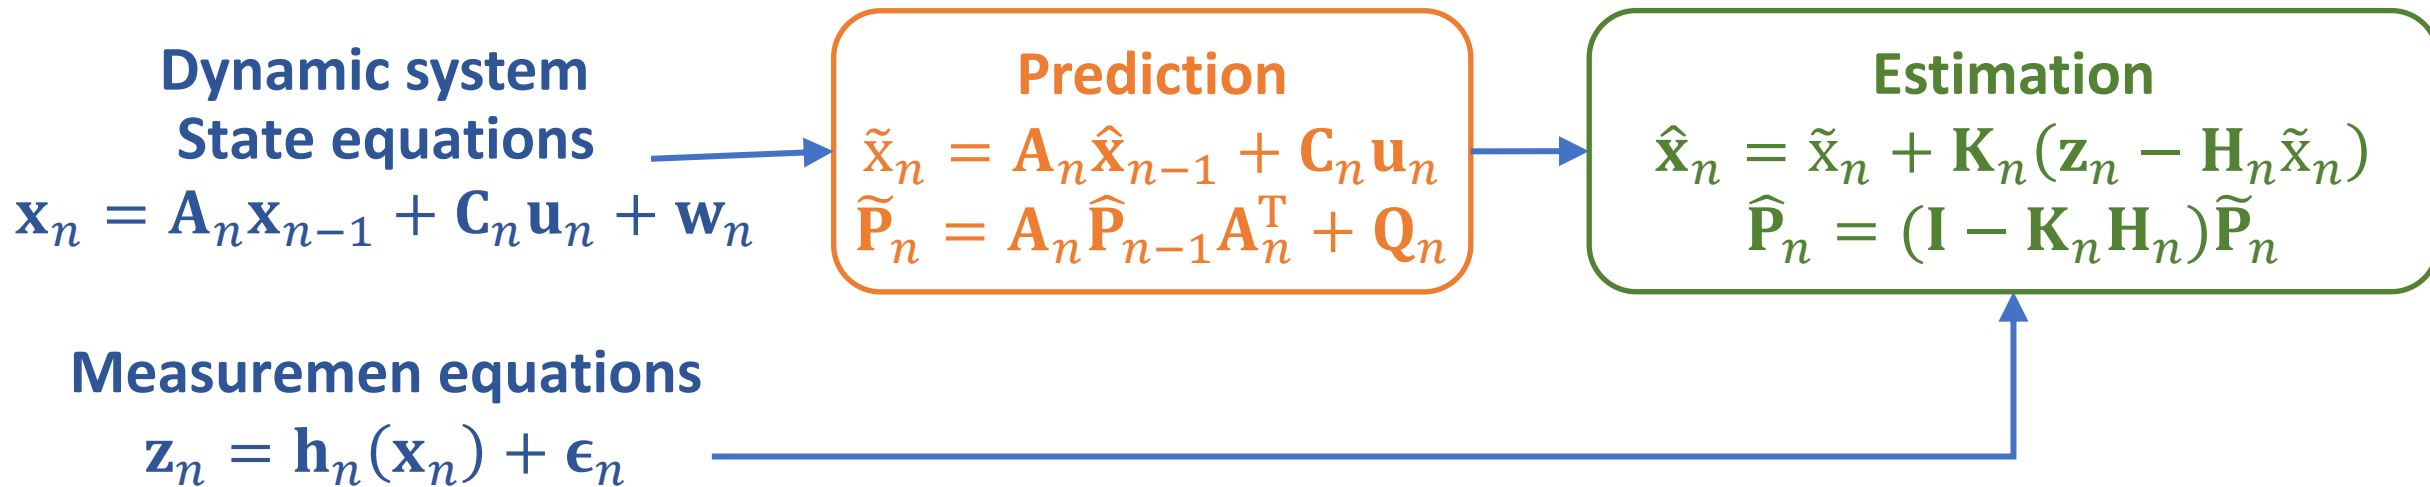 Dynamic system
State equations
𝐱ₙ = 𝐀ₙ𝐱ₙ₋₁ + 𝐂ₙ𝐮ₙ + 𝐰ₙ
Measuremen equations
𝐳ₙ = 𝐡ₙ(𝐱ₙ) + 𝛜ₙ
Prediction
x̃ₙ = 𝐀ₙ𝐱̂ₙ₋₁ + 𝐂ₙ𝐮ₙ
𝐏̃ₙ = 𝐀ₙ𝐏̂ₙ₋₁𝐀ₙᵀ + 𝐐ₙ
Estimation
𝐱̂ₙ = x̃ₙ + 𝐊ₙ(𝐳ₙ − 𝐇ₙx̃ₙ)
𝐏̂ₙ = (𝐈 − 𝐊ₙ𝐇ₙ)𝐏̃ₙ